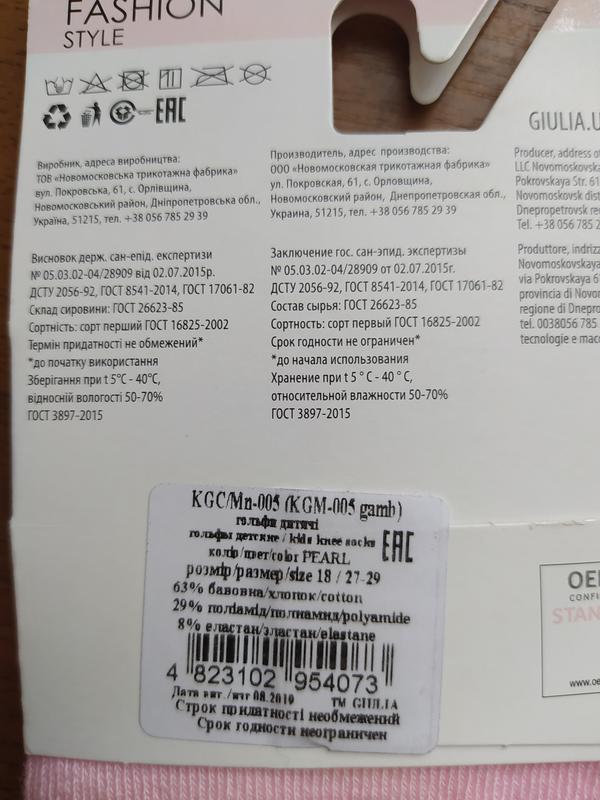 FASHION
STYLE
EAC
GIULIA.U
Виробник, адреса виробництва:
ТОВ «Новомосковська трикотажна фабрика»
вул. Покровська, 61, с. Орлівщина,
Новомосковський район, Дніпропетровська обл.,
Україна, 51215, тел. +38 056 785 29 39
Производитель, адрес производства:
ООО «Новомосковская трикотажная фабрика»
ул. Покровская, 61, с. Орловщина,
Новомосковский район, Днепропетровская обл.
Украина, 51215, тел. +38 056 785 29 39
Producer, address of
LLC Novomoskovska
Pokrovskaya Str. 61
Novomoskovsk dist
Dnepropetrovsk re
Tel. +38 056 785 2
Висновок держ. сан-епід. експертизи
№ 05.03.02-04/28909 від 02.07.2015р.
ДСТУ 2056-92, ГОСТ 8541-2014, ГОСТ 17061-82
Склад сировини: ГОСТ 26623-85
Сортність: сорт перший ГОСТ 16825-2002
Термін придатності не обмежений*
*до початку використання
Зберігання при t 5°C - 40°C,
відносній вологості 50-70%
ГОСТ 3897-2015
Заключение гос. сан-эпид. экспертизы
№ 05.03.02-04/28909 от 02.07.2015г.
ДСТУ 2056-92, ГОСТ 8541-2014, ГОСТ 17061-82
Состав сырья: ГОСТ 26623-85
Сортность: сорт первый ГОСТ 16825-2002
Срок годности не ограничен*
*до начала использования
Хранение при t 5 ° C - 40 ° C,
относительной влажности 50-70%
ГОСТ 3897-2015
Produttore, indrizz
Novomoskovskaya
via Pokrovskaya 6
provincia di Novo
regione di Dnepro
tel. 0038056 785
tecnologie e macc
KGC/Mn-005 (KGM-005 gamb)
гольфи дитячі
гольфы детские / kids knee socks
EAC
колір/цвет/color PEARL
розмір/размер/size 18 / 27-29
63% бавовна/хлопок/cotton
29% поліамід/полиамид/polyamide
8% еластан/эластан/elastane
4 823102 954073
Дата виг./изг 08.2019 TM GIULIA
Строк придатності необмежений
Срок годности неограничен
OE
CONFI
STAN
www.oe